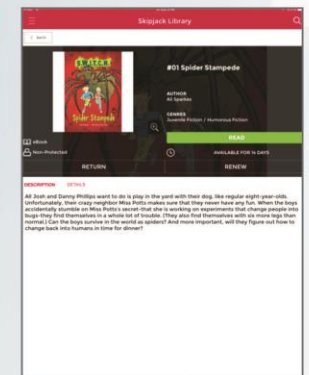 Skipjack Library
BACK
S.W.I.T.C.H.
Spider Stampede
#01 Spider Stampede
AUTHOR
Ali Sparkes
GENRES
Juvenile Fiction / Humorous Fiction
eBook
READ
Non-Protected
AVAILABLE FOR 14 DAYS
RETURN
RENEW
DESCRIPTION
DETAILS
All Josh and Danny Phillips want to do is play in the yard with their dog, like regular eight-year-olds.
Unfortunately, their crazy neighbor Miss Potts makes sure that they never have any fun. When the boys
accidentally stumble on Miss Potts's secret-that she is working on experiments that change people into
bugs-they find themselves in a whole lot of trouble. (They also find themselves with six more legs than
normal.) Can the boys survive in the world as spiders? And more important, will they figure out how to
change back into humans in time for dinner?